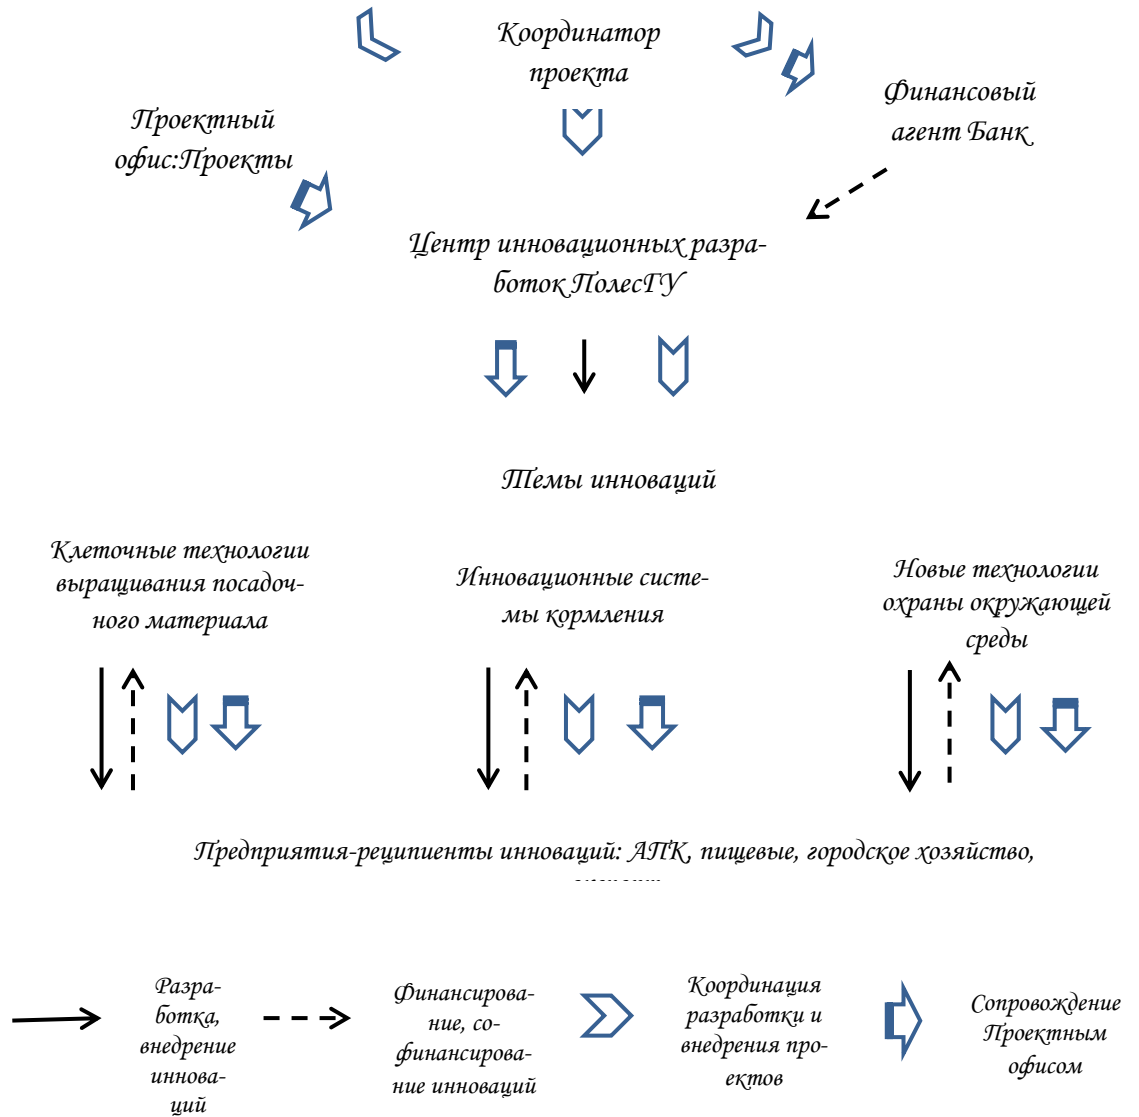 Координатор
проекта
Финансовый
агент Банк
Проектный
офис:Проекты
Центр инновационных разра-
боток ПолесГУ
Темы инноваций
Клеточные технологии
выращивания посадоч-
ного материала
Инновационные систе-
мы кормления
Новые технологии
охраны окружающей
среды
Предприятия-реципиенты инноваций: АПК, пищевые, городское хозяйство,
Разра-
ботка,
внедрение
иннова-
ций
Финансирова-
ние, со-
финансирова-
ние инноваций
Координация
разработки и
внедрения про-
ектов
Сопровождение
Проектным
офисом